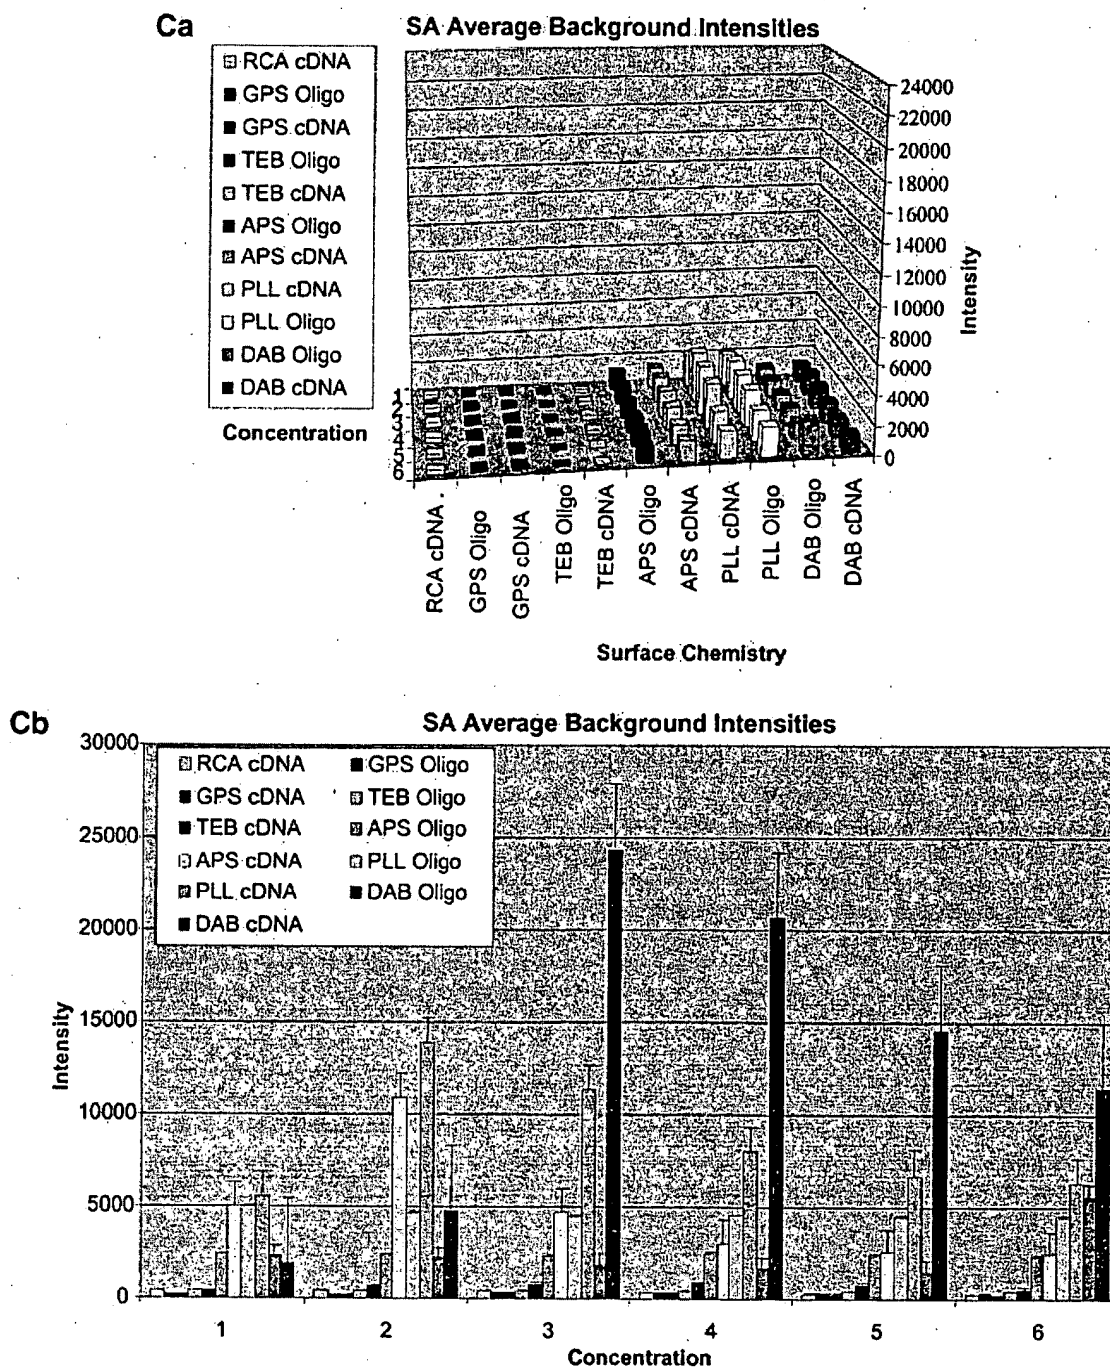 Ca
SA Average Background Intensities
RCA cDNA
GPS Oligo
GPS cDNA
TEB Oligo
TEB cDNA
APS Oligo
APS cDNA
PLL cDNA
PLL Oligo
DAB Oligo
DAB cDNA
24000
22000
20000
18000
16000
14000
12000
10000
8000
6000
4000
2000
0
Intensity
1
2
3
4
5
6
Concentration
RCA cDNA
GPS Oligo
GPS cDNA
TEB Oligo
TEB cDNA
APS Oligo
APS cDNA
PLL cDNA
PLL Oligo
DAB Oligo
DAB cDNA
Surface Chemistry
Cb
SA Average Background Intensities
30000
25000
20000
15000
10000
5000
0
Intensity
RCA cDNA GPS Oligo
GPS cDNA TEB Oligo
TEB cDNA APS Oligo
APS cDNA PLL Oligo
PLL cDNA DAB Oligo
DAB cDNA
1 2 3 4 5 6
Concentration